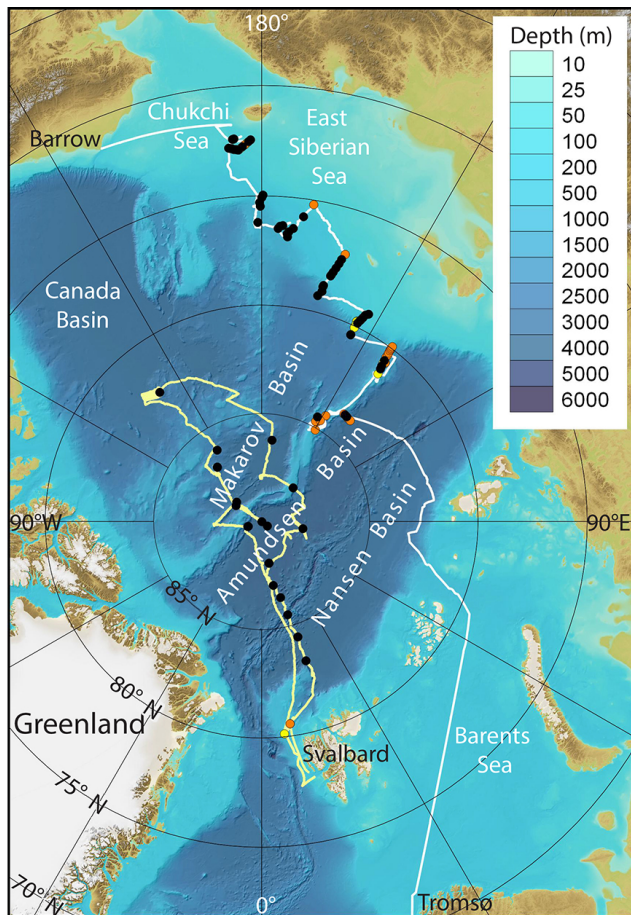 180°
Depth (m)
10
25
50
100
200
500
1000
1500
2000
2500
3000
4000
5000
6000
Chukchi
Sea
Barrow
East
Siberian
Sea
Canada
Basin
Makarov Basin
Amundsen Basin
Nansen Basin
90°W
90°E
85° N
80° N
75° N
70° N
Greenland
Svalbard
Barents
Sea
0°
Tromsø